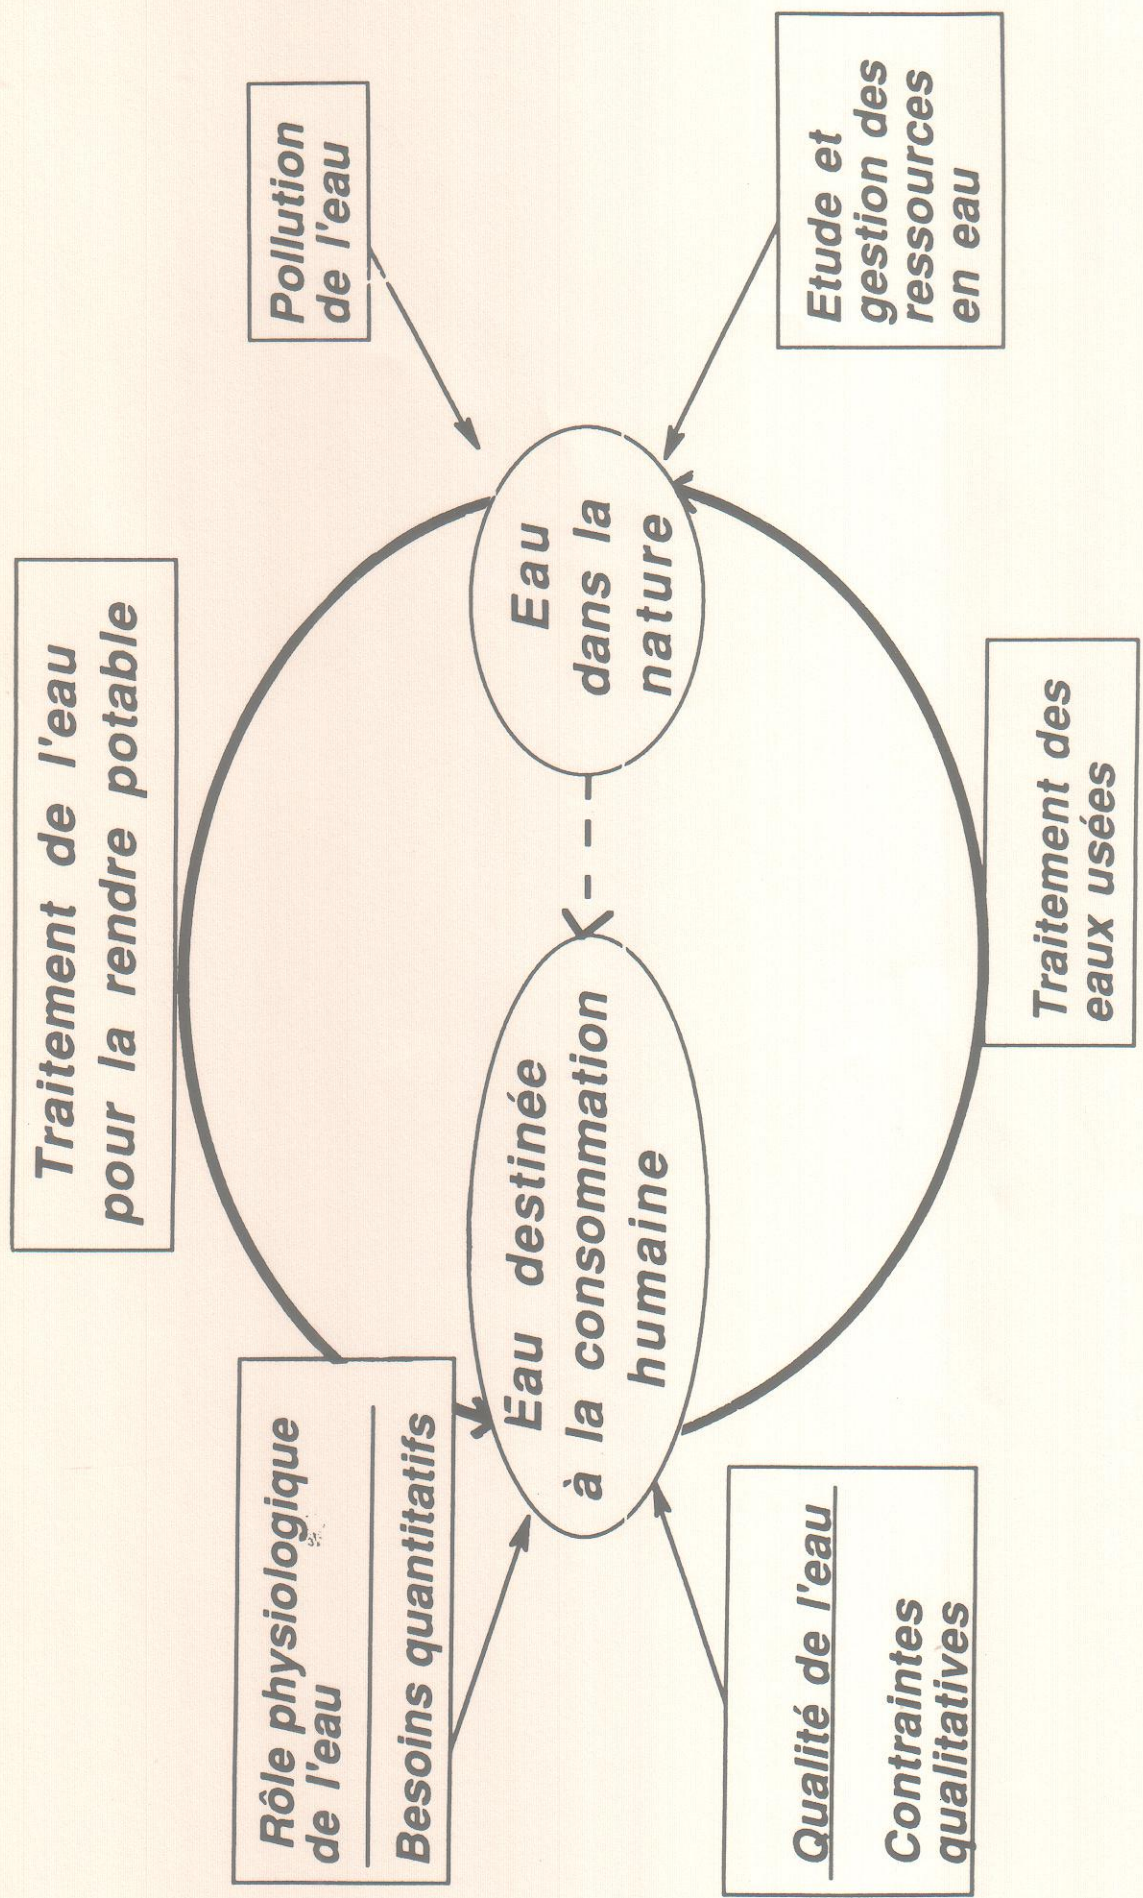 Traitement de l'eau
pour la rendre potable
Rôle physiologique
de l'eau
Besoins quantitatifs
Pollution
de l'eau
Eau destinée
à la consommation
humaine
Eau
dans la
nature
Qualité de l'eau
Contraintes
qualitatives
Etude et
gestion des
ressources
en eau
Traitement des
eaux usées